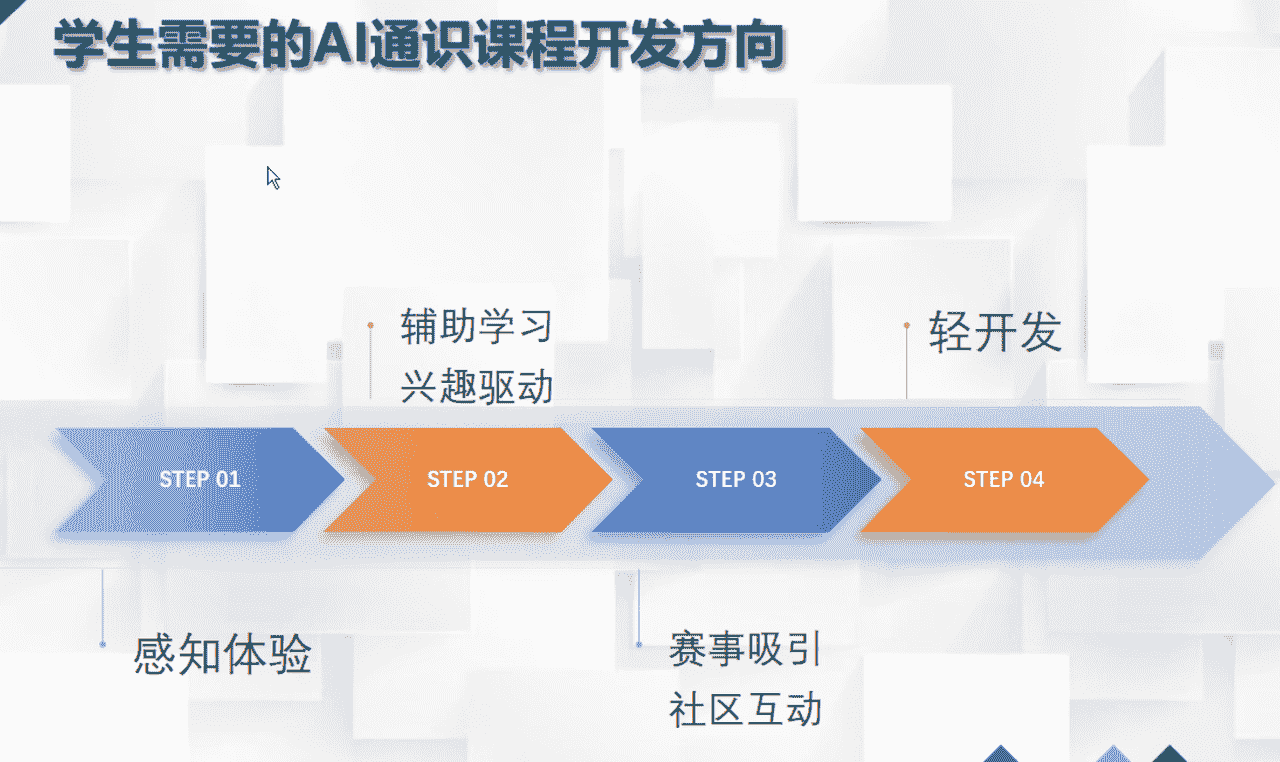 学生需要的AI通识课程开发方向
辅助学习
兴趣驱动
轻开发
STEP 01
STEP 02
STEP 03
STEP 04
感知体验
赛事吸引
社区互动